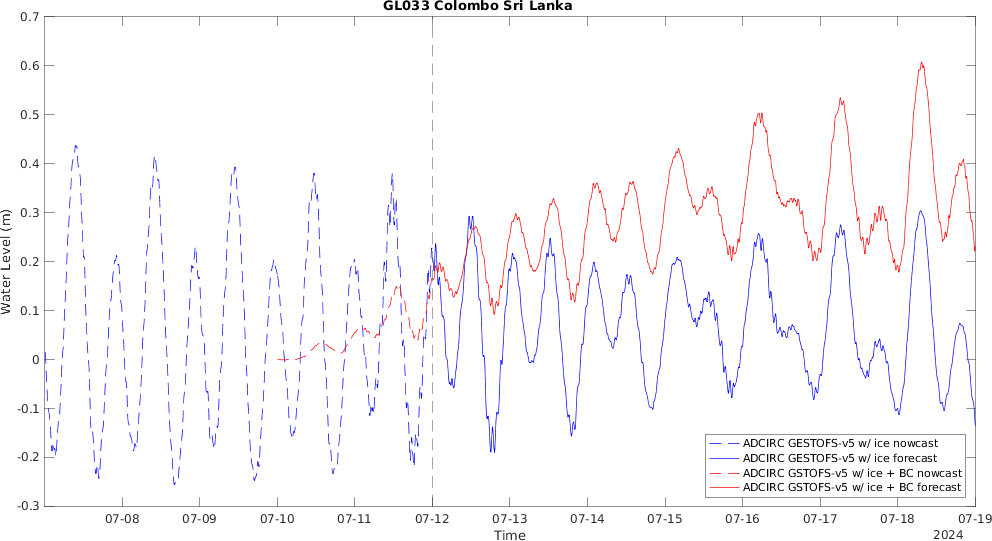 GL033 Colombo Sri Lanka
Water Level (m)
0.7
0.6
0.5
0.4
0.3
0.2
0.1
0
-0.1
-0.2
-0.3
ADCIRC GESTOFS-v5 w/ ice nowcast
ADCIRC GESTOFS-v5 w/ ice forecast
ADCIRC GSTOFS-v5 w/ ice + BC nowcast
ADCIRC GSTOFS-v5 w/ ice + BC forecast
07-08 07-09 07-10 07-11 07-12 07-13 07-14 07-15 07-16 07-17 07-18 07-19
Time
2024